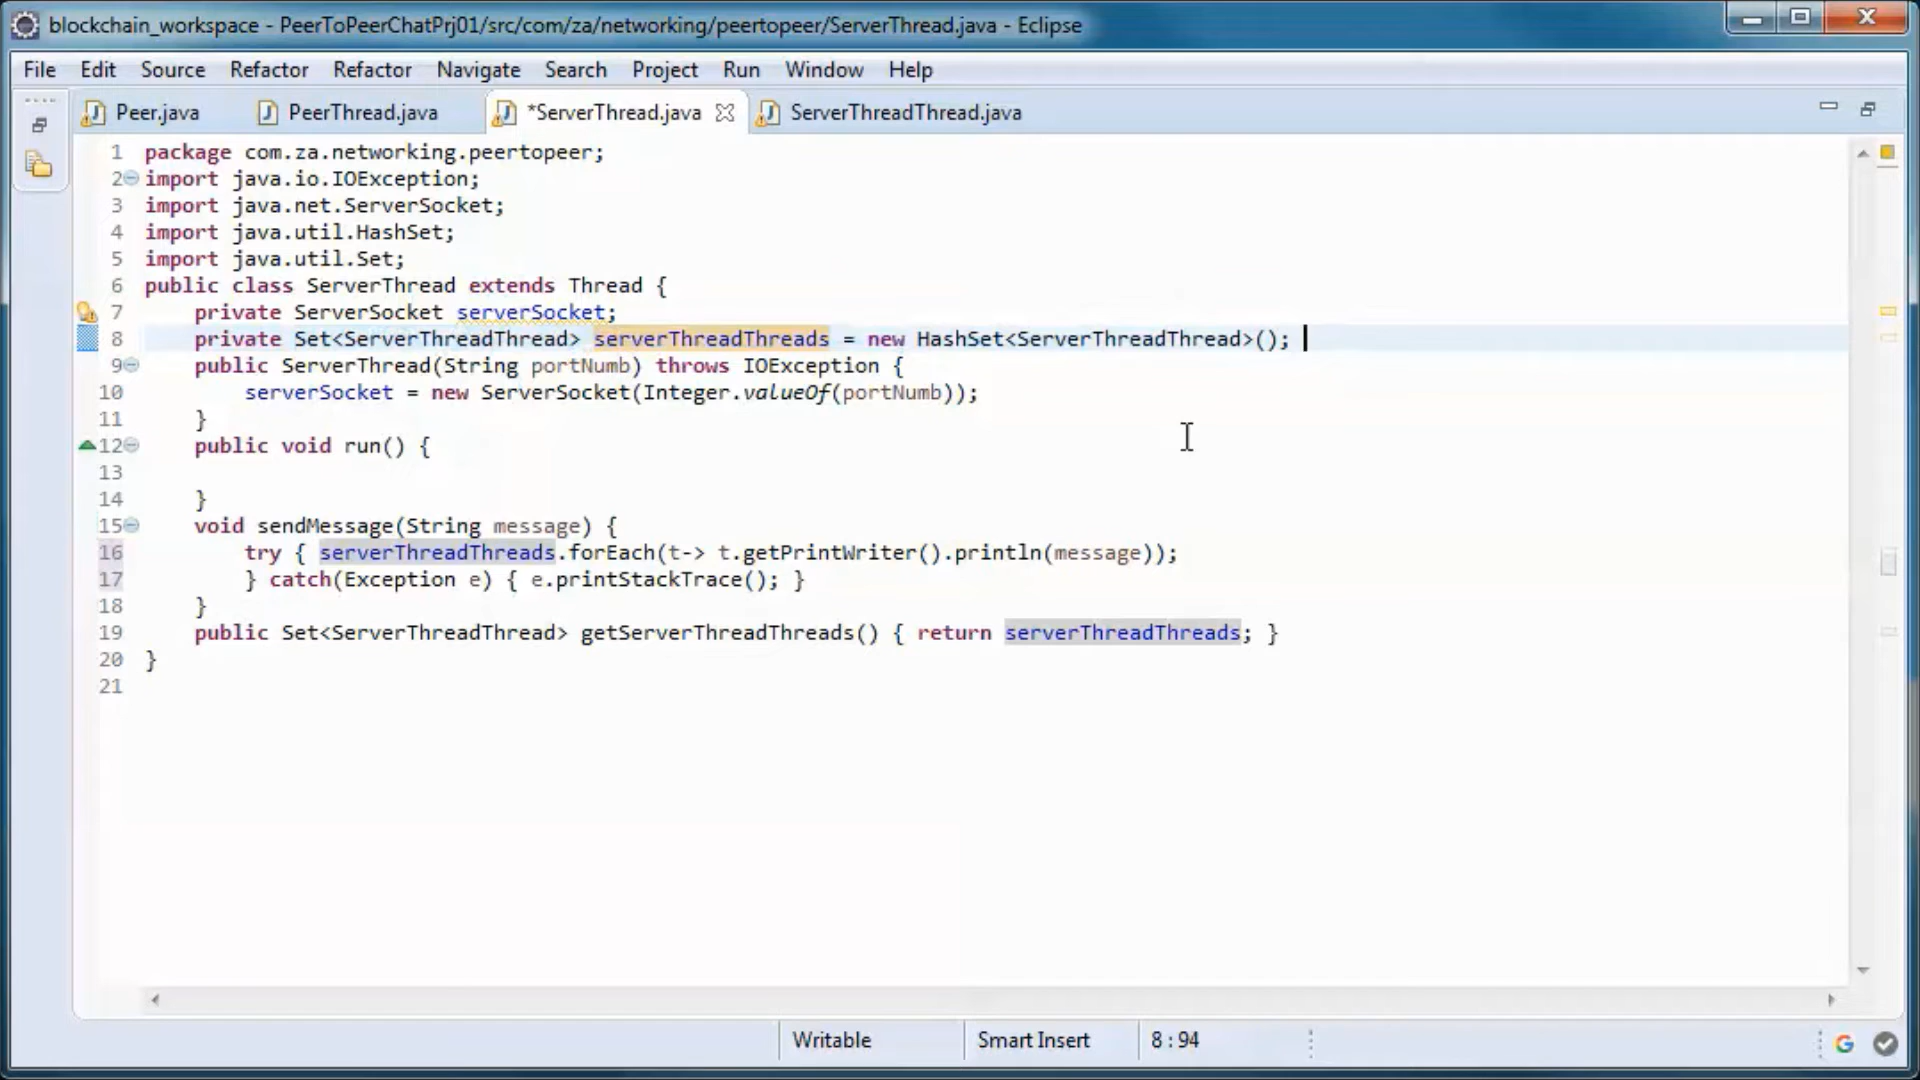 blockchain_workspace - PeerToPeerChatPrj01/src/com/za/networking/peertopeer/ServerThread.java - Eclipse
File Edit Source Refactor Refactor Navigate Search Project Run Window Help
Peer.java PeerThread.java *ServerThread.java ServerThreadThread.java
1 package com.za.networking.peertopeer;
2 import java.io.IOException;
3 import java.net.ServerSocket;
4 import java.util.HashSet;
5 import java.util.Set;
6 public class ServerThread extends Thread {
7 private ServerSocket serverSocket;
8 private Set<ServerThreadThread> serverThreadThreads = new HashSet<ServerThreadThread>();
9 public ServerThread(String portNumb) throws IOException {
10 serverSocket = new ServerSocket(Integer.valueOf(portNumb));
11 }
12 public void run() {
13
14 }
15 void sendMessage(String message) {
16 try { serverThreadThreads.forEach(t-> t.getPrintWriter().println(message));
17 } catch(Exception e) { e.printStackTrace(); }
18 }
19 public Set<ServerThreadThread> getServerThreadThreads() { return serverThreadThreads; }
20 }
21
Writable Smart Insert 8 : 94